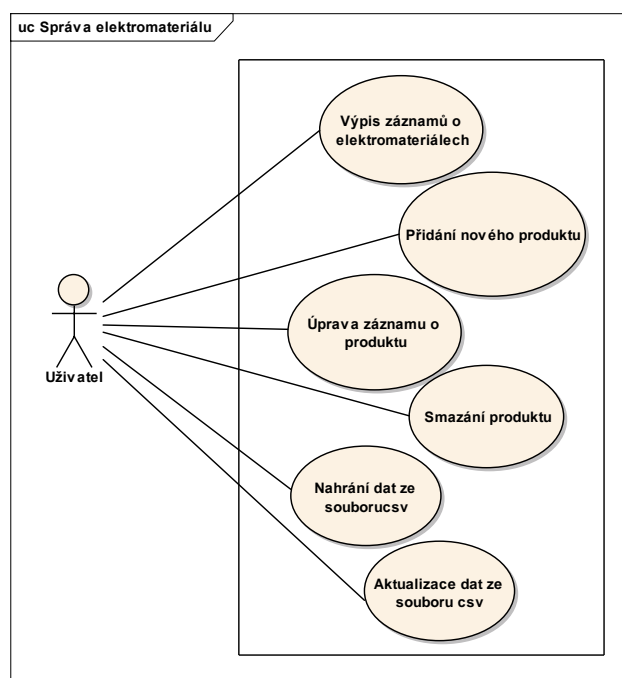 uc Správa elektromateriálu
Výpis záznamů o
elektromateriálech
Přidání nového produktu
Úprava záznamu o
produktu
Uživatel
Smazání produktu
Nahrání dat ze
souborucsv
Aktualizace dat ze
souboru csv